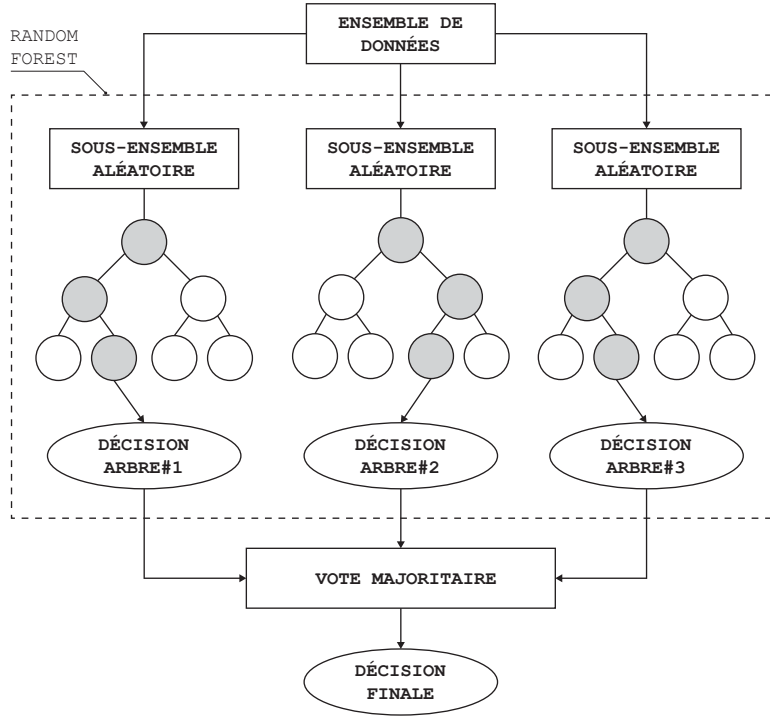 ENSEMBLE DE
DONNÉES
RANDOM
FOREST
SOUS-ENSEMBLE
ALÉATOIRE
SOUS-ENSEMBLE
ALÉATOIRE
SOUS-ENSEMBLE
ALÉATOIRE
DÉCISION
ARBRE#1
DÉCISION
ARBRE#2
DÉCISION
ARBRE#3
VOTE MAJORITAIRE
DÉCISION
FINALE